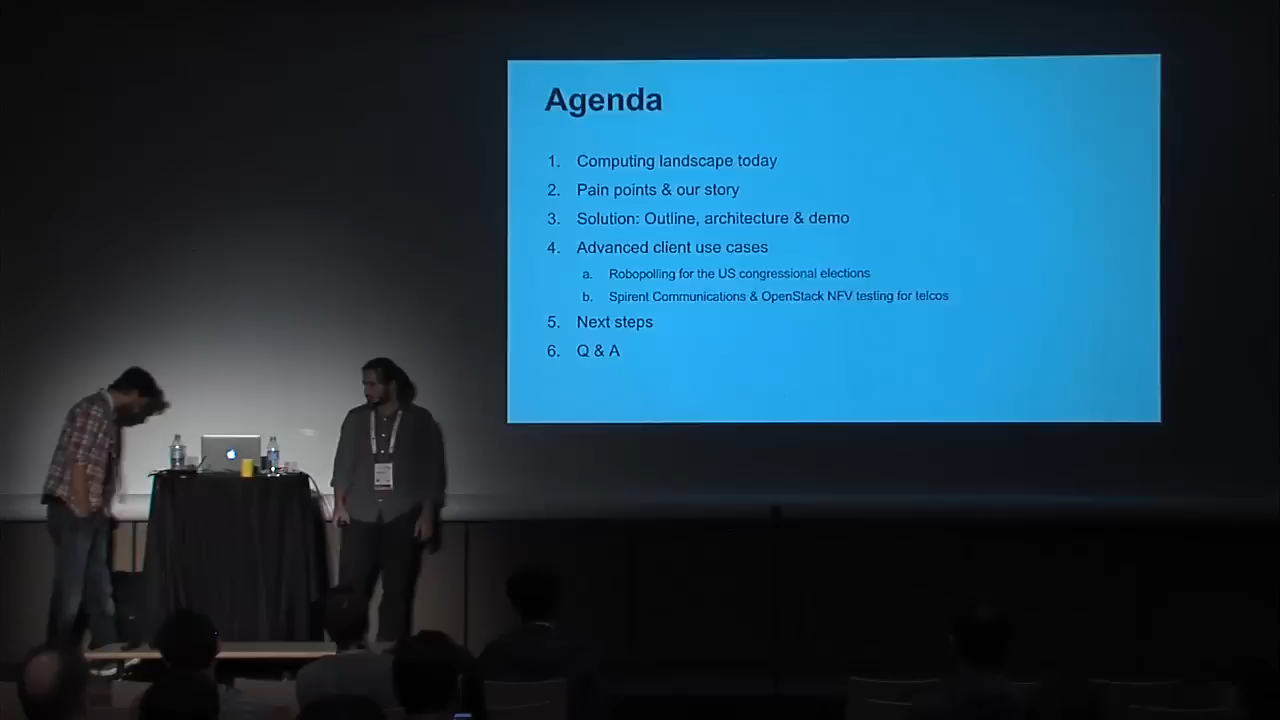 Agenda
1. Computing landscape today
2. Pain points & our story
3. Solution: Outline, architecture & demo
4. Advanced client use cases
a. Robopolling for the US congressional elections
b. Spirent Communications & OpenStack NFV testing for telcos
5. Next steps
6. Q & A